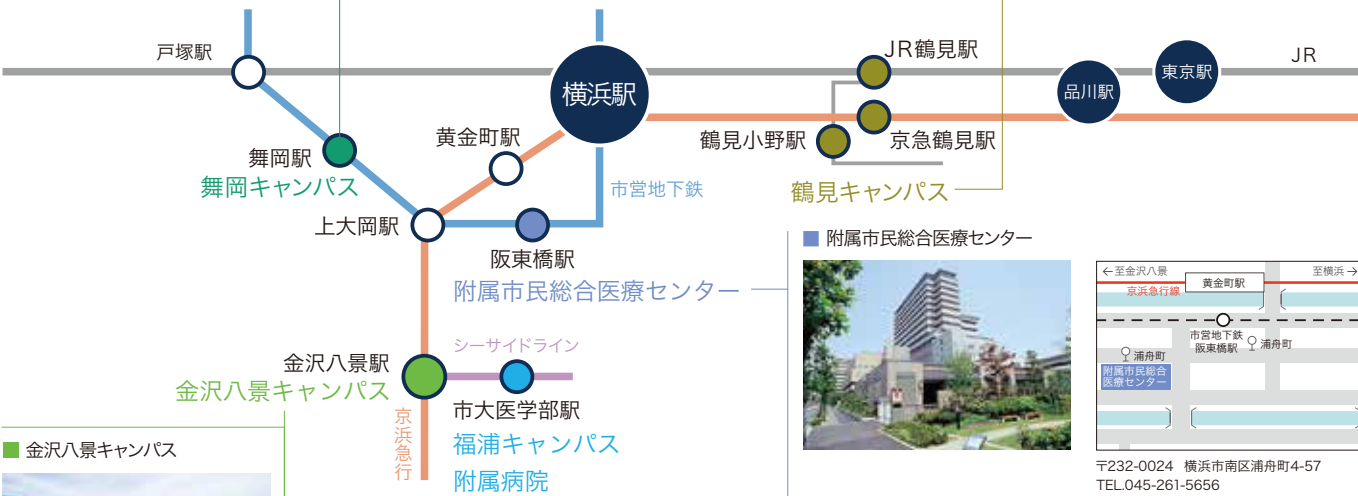 戸塚駅
横浜駅
JR鶴見駅
品川駅
東京駅
JR
黄金町駅
鶴見小野駅
京急鶴見駅
舞岡駅
舞岡キャンパス
市営地下鉄
鶴見キャンパス
上大岡駅
阪東橋駅
附属市民総合医療センター
金沢八景駅
金沢八景キャンパス
シーサイドライン
市大医学部駅
福浦キャンパス
附属病院
京浜急行
■ 金沢八景キャンパス
■ 附属市民総合医療センター
←至金沢八景
黄金町駅
至横浜→
京浜急行線
市営地下鉄
阪東橋駅
浦舟町
浦舟町
附属市民総合
医療センター
〒232-0024 横浜市南区浦舟町4-57
TEL.045-261-5656